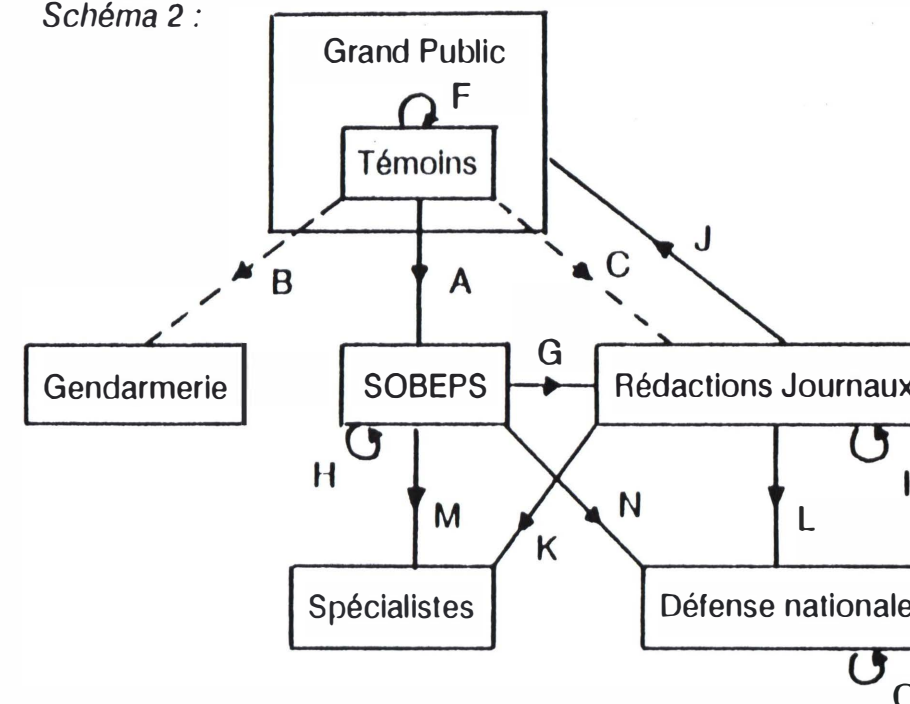 Schéma 2 :
Grand Public
F
Témoins
J
B
A
C
G
Gendarmerie
SOBEPS
Rédactions Journaux
H
I
M
N
L
K
Spécialistes
Défense nationale